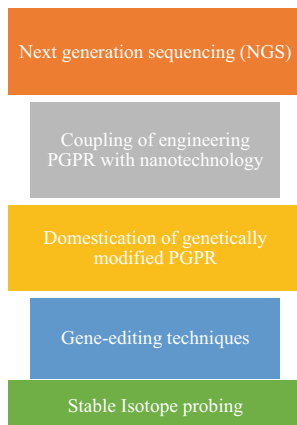 Next generation sequencing (NGS)
Coupling of engineering
PGPR with nanotechnology
Domestication of genetically
modified PGPR
Gene-editing techniques
Stable Isotope probing